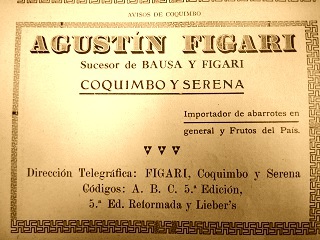 AVISOS DE COQUIMBO
AGUSTÍN FIGARI
Sucesor de BAUSA Y FIGARI
COQUIMBO Y SERENA
Importador de abarrotes en
general y Frutos del País.
Dirección Telegráfica: FIGARI, Coquimbo y Serena
Códigos: A. B. C. 5.ª Edición,
5.ª Ed. Reformada y Lieber's